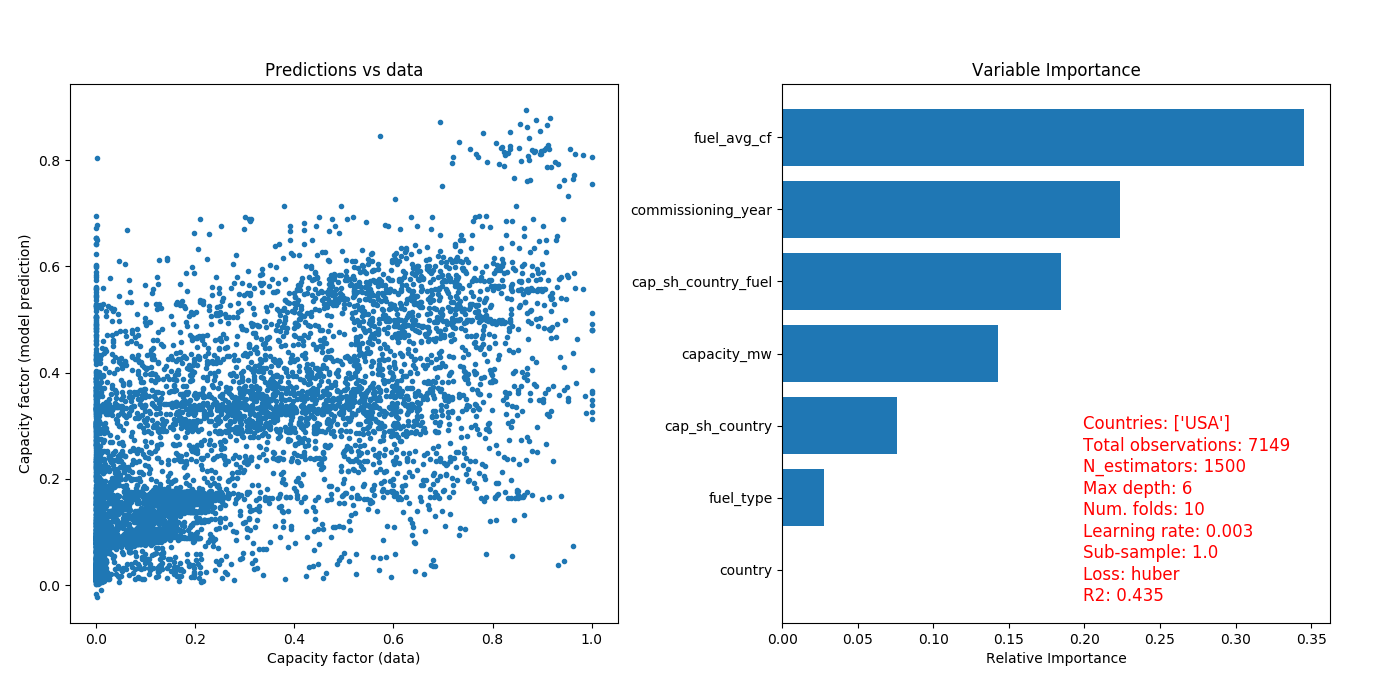 Predictions vs data
0.8
0.6
0.4
0.2
0.0
Capacity factor (model prediction)
0.0 0.2 0.4 0.6 0.8 1.0
Capacity factor (data)
Variable Importance
fuel_avg_cf
commissioning_year
cap_sh_country_fuel
capacity_mw
cap_sh_country
fuel_type
country
Countries: ['USA']
Total observations: 7149
N_estimators: 1500
Max depth: 6
Num. folds: 10
Learning rate: 0.003
Sub-sample: 1.0
Loss: huber
R2: 0.435
0.00 0.05 0.10 0.15 0.20 0.25 0.30 0.35
Relative Importance